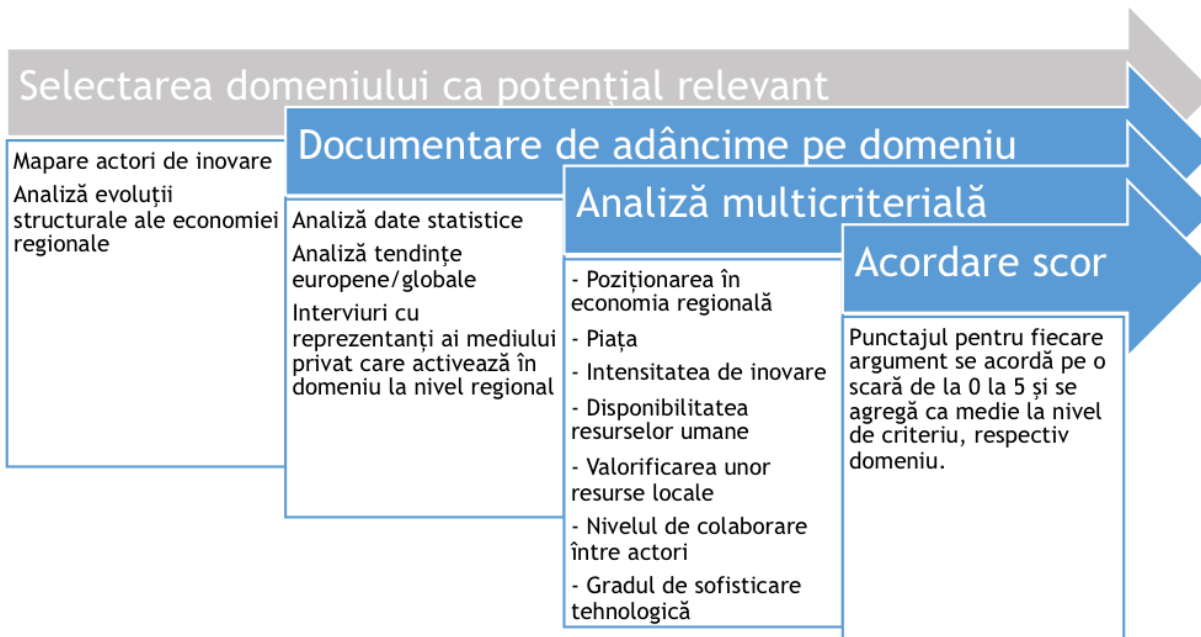 Selectarea domeniului ca potențial relevant
Mapare actori de inovare
Analiză evoluții
structurale ale economiei
regionale
Documentare de adâncime pe domeniu
Analiză date statistice
Analiză tendințe
europene/globale
Interviuri cu
reprezentanți ai mediului
privat care activează în
domeniu la nivel regional
Analiză multicriterială
- Poziționarea în
economia regională
- Piața
- Intensitatea de inovare
- Disponibilitatea
resurselor umane
- Valorificarea unor
resurse locale
- Nivelul de colaborare
între actori
- Gradul de sofisticare
tehnologică
Acordare scor
Punctajul pentru fiecare
argument se acordă pe o
scară de la 0 la 5 și se
agregă ca medie la nivel
de criteriu, respectiv
domeniu.